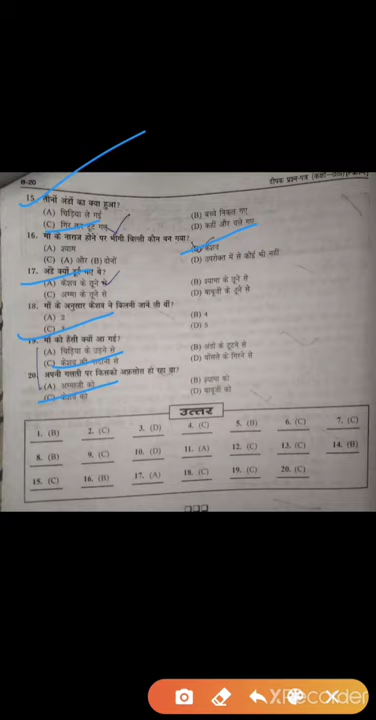 B-20 दीपक प्रश्न-पत्र (कक्षा-
15. तीनों अंडों का क्या हुआ?
(A) चिड़िया ले गई (B) बच्चे निकल गए
(C) गिर कर टूट गए (D) कहीं और चले गए
16. माँ के नाराज होने पर भीगी बिल्ली कौन बन गया?
(A) श्याम (B) केशव
(C) (A) और (B) दोनों (D) उपरोक्त में से कोई भी नहीं
17. अंडे क्यों टूट गए थे?
(A) केशव के छूने से (B) श्यामा के छूने से
(C) अम्मा के छूने से (D) बाबूजी के छूने से
18. माँ के अनुसार केशव ने कितनी जाने ली थीं?
(A) 2 (B) 4
(C) 3 (D) 5
19. माँ को हँसी क्यों आ गई?
(A) चिड़िया के उड़ने से (B) अंडों के टूटने से
(C) केशव की नादानी से (D) घोंसले के गिरने से
20. अपनी गलती पर किसको अफ़सोस हो रहा था?
(A) अम्माजी को (B) श्यामा को
(C) केशव को (D) बाबूजी को
उत्तर
1. (B) 2. (C) 3. (D) 4. (C) 5. (B) 6. (C) 7. (C)
8. (B) 9. (C) 10. (D) 11. (A) 12. (C) 13. (C) 14. (B)
15. (C) 16. (B) 17. (A) 18. (C) 19. (C) 20. (C)
XRecorder